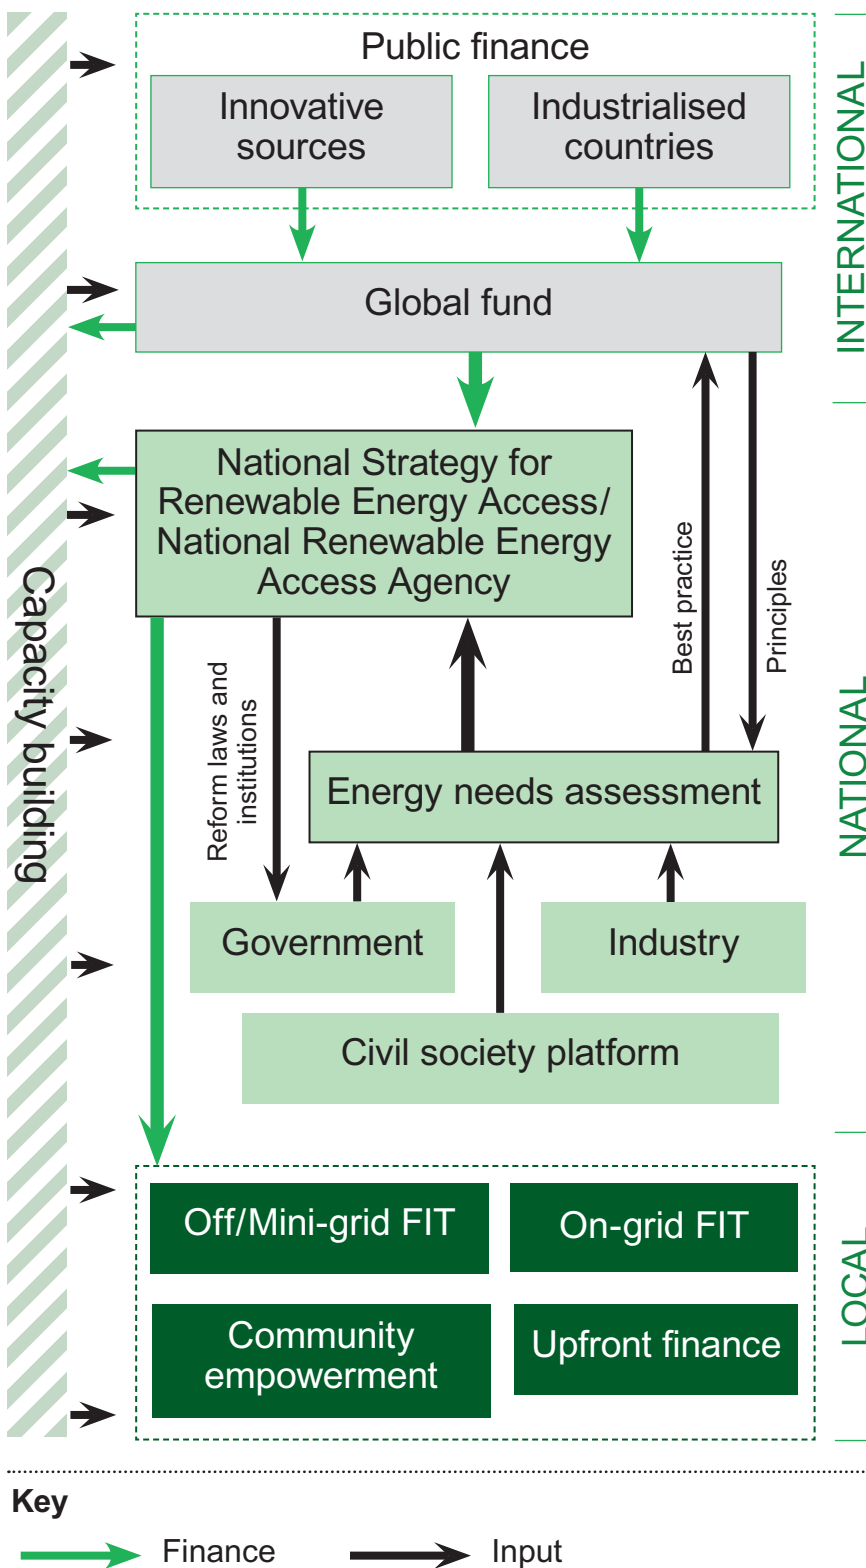 Public finance
Innovative
sources
Industrialised
countries
INTERNATIONAL
Global fund
National Strategy for
Renewable Energy Access/
National Renewable Energy
Access Agency
Capacity building
Reform laws and
institutions
Best practice
Principles
NATIONAL
Energy needs assessment
Government
Industry
Civil society platform
Off/Mini-grid FIT
On-grid FIT
Community
empowerment
Upfront finance
LOCAL
Key
Finance
Input